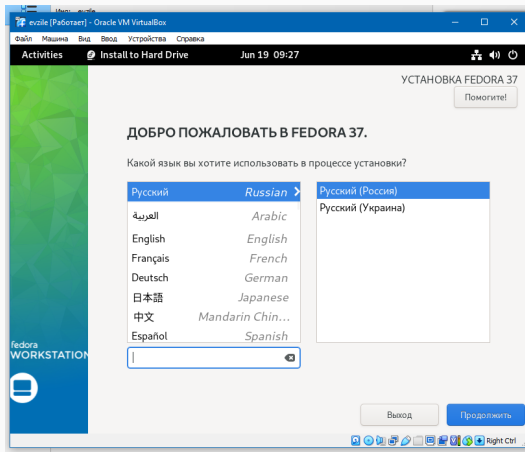 evzile [Работает] - Oracle VM VirtualBox
Файл Машина Вид Ввод Устройства Справка
Activities Install to Hard Drive Jun 19 09:27
УСТАНОВКА FEDORA 37
Помогите!
ДОБРО ПОЖАЛОВАТЬ В FEDORA 37.
Какой язык вы хотите использовать в процессе установки?
Русский Russian
العربية Arabic
English English
Français French
Deutsch German
日本語 Japanese
中文 Mandarin Chin...
Español Spanish
Русский (Россия)
Русский (Украина)
fedora
WORKSTATION
Выход Продолжить
Right Ctrl